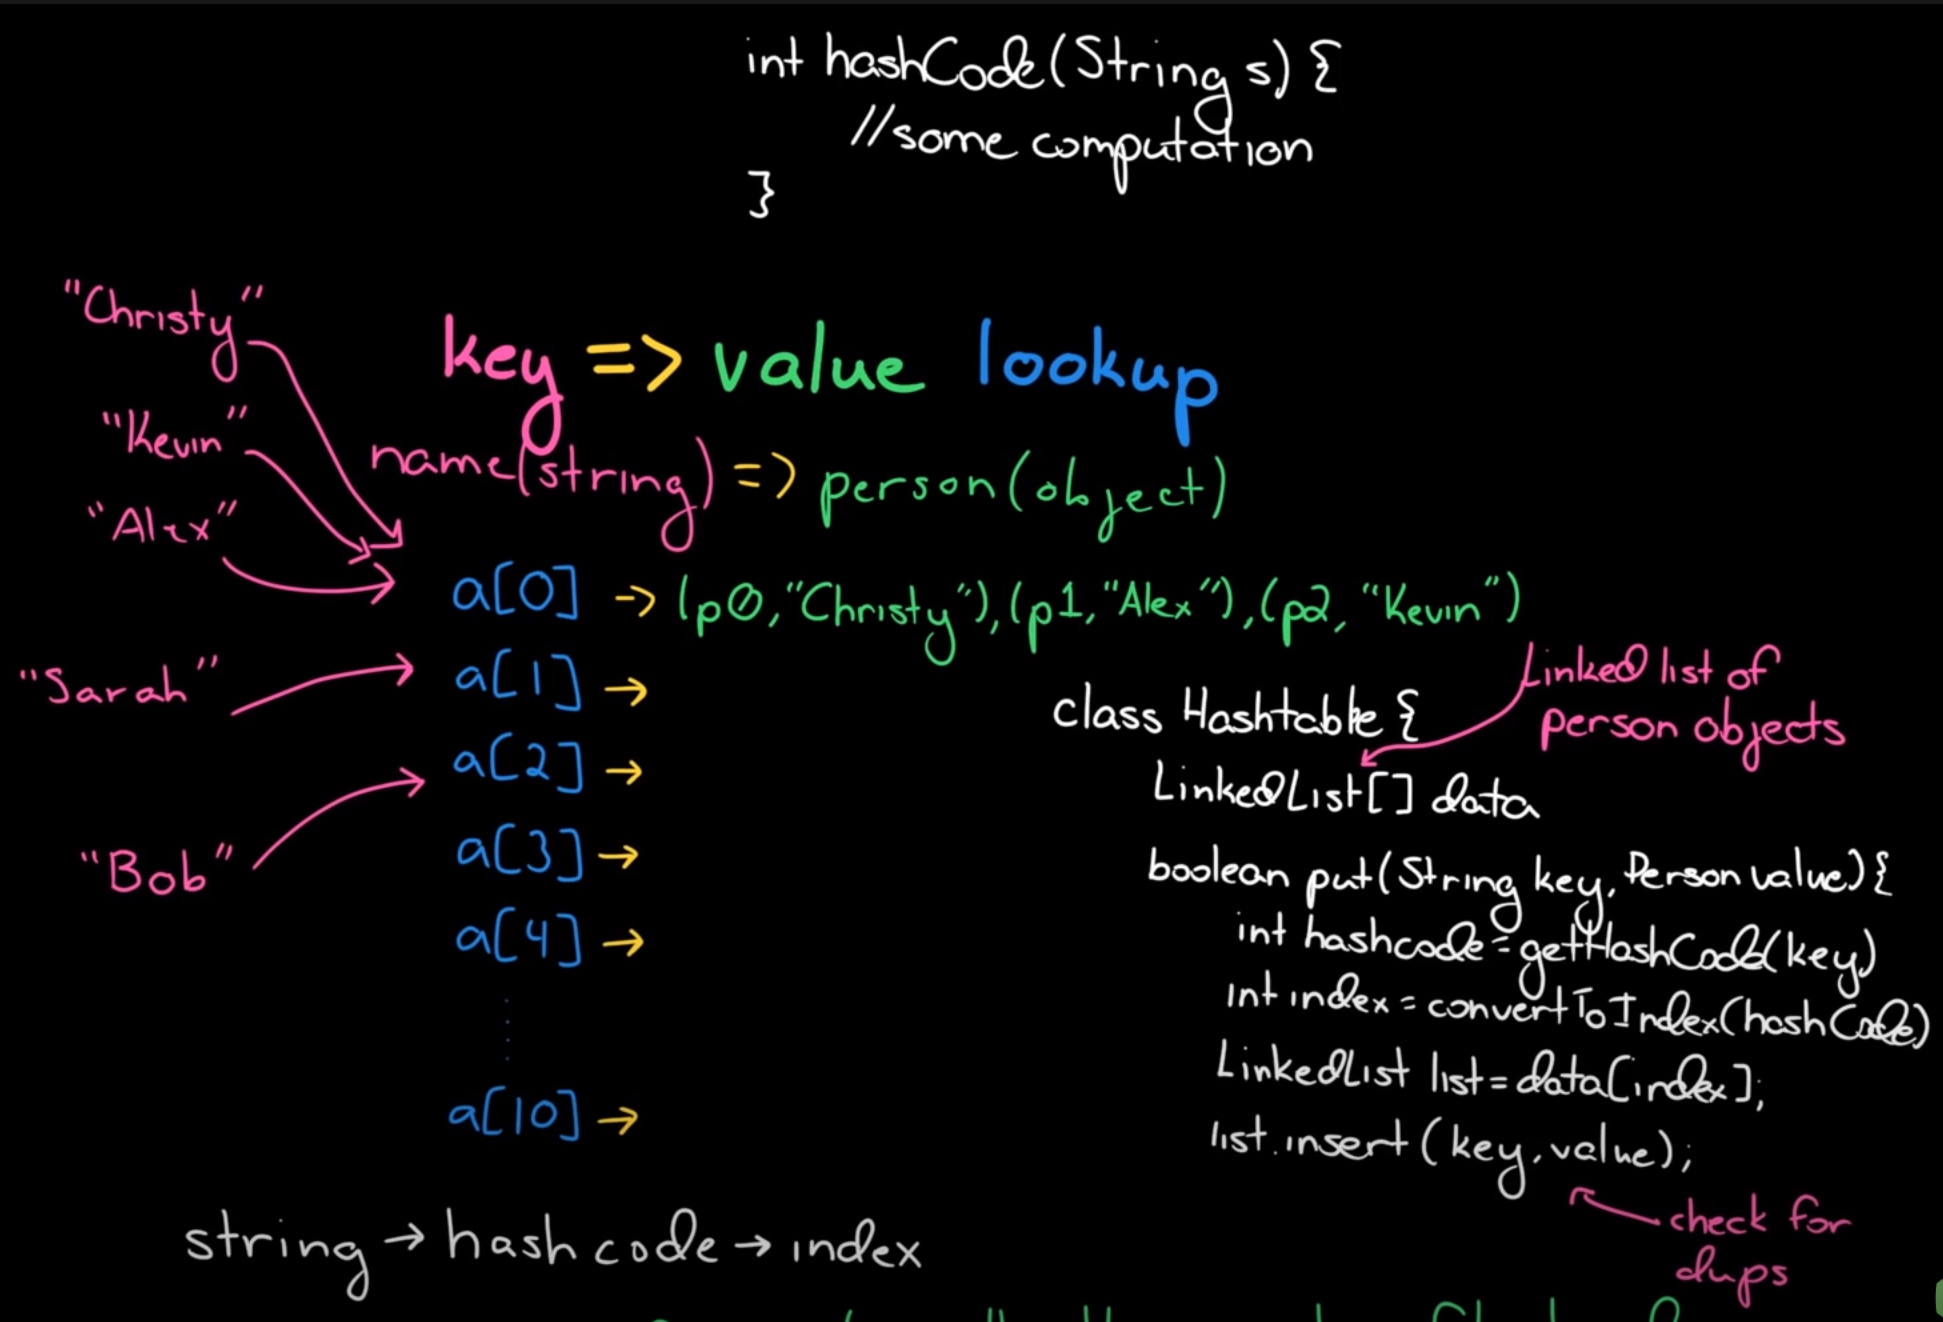 int hashCode(String s) {
//some computation
}
"Christy"
"Kevin"
"Alex"
"Sarah"
"Bob"
key => value lookup
name(string) => person(object)
a[0] -> (p0,"Christy"),(p1,"Alex"),(p2,"Kevin")
a[1] →
a[2] →
a[3] →
a[4] →
a[10] →
string → hash code → index
Linked list of
person objects
class Hashtable {
LinkedList[] data
boolean put(String key, Person value) {
int hashcode = getHashCode(key)
int index = convertToIndex(hashCode)
LinkedList list = data[index];
list.insert(key, value);
check for
dups